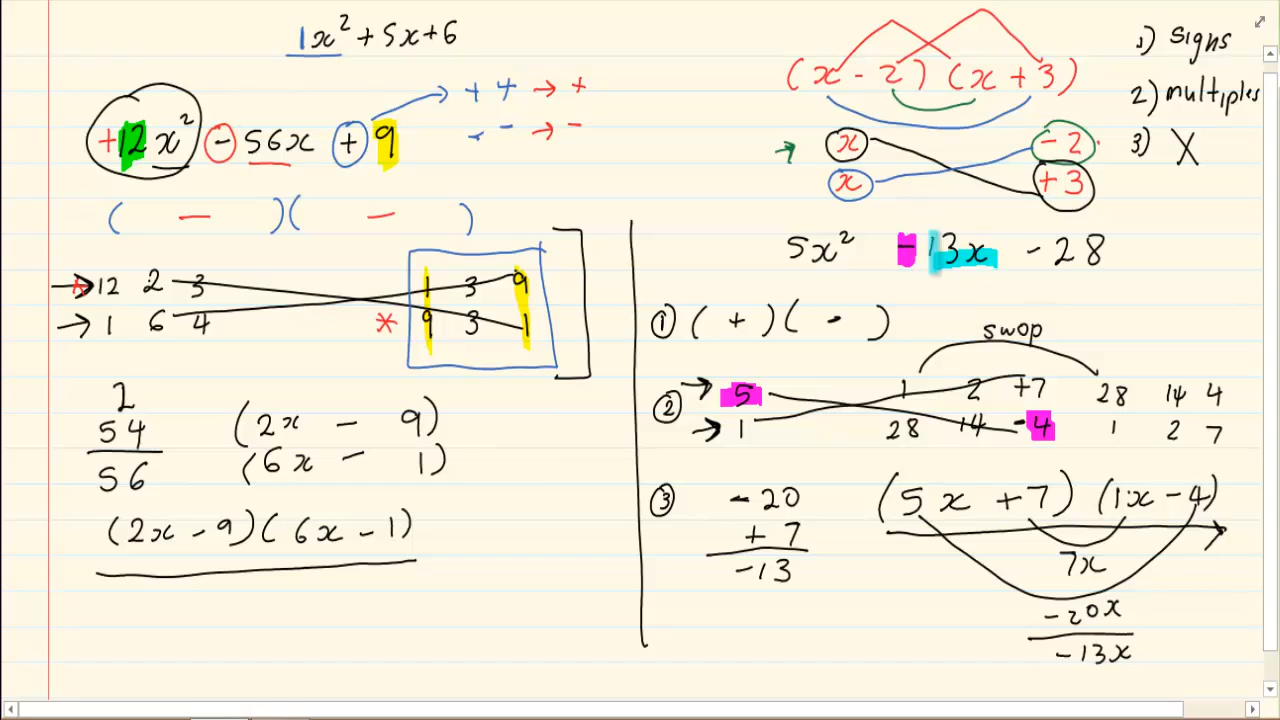 1x² + 5x + 6
+12x² - 56x + 9
+ + → +
- - → -
( - )( - )
12 2 3 1 3 9
1 6 4 * 9 3 1
2
54
56
(2x - 9)
(6x - 1)
(2x - 9)(6x - 1)
(x - 2)(x + 3)
→ x - 2
x + 3
1) signs
2) multiples
3) X
5x² - 13x - 28
① ( + )( - )
swop
② → 5 1 2 +7 28 14 4
→ 1 28 14 -4 1 2 7
③ -20
+ 7
-13
(5x + 7)(1x - 4)
7x
-20x
-13x